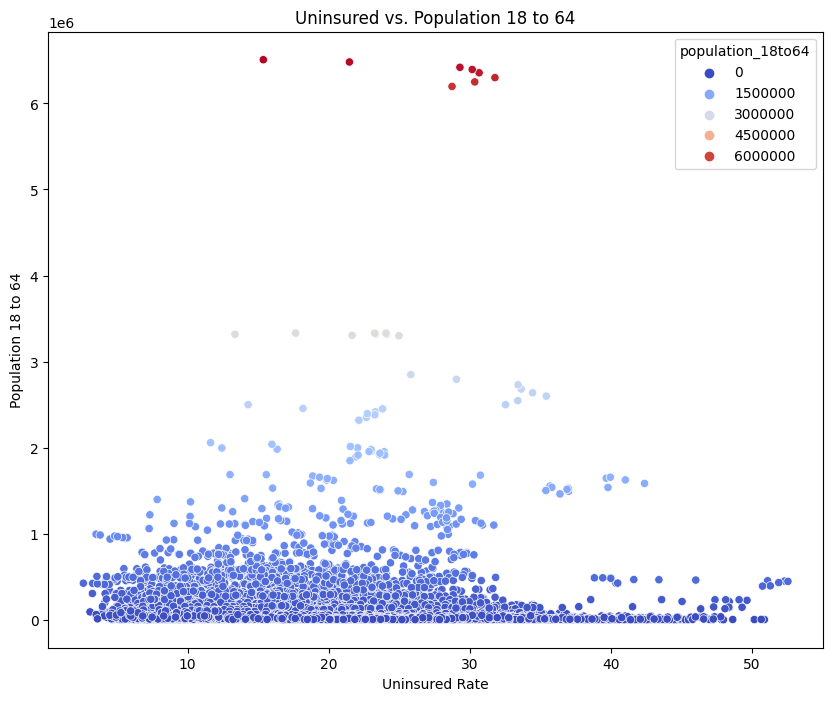 Uninsured vs. Population 18 to 64
1e6
population_18to64
0
1500000
3000000
4500000
6000000
6
5
4
3
2
1
0
Population 18 to 64
10 20 30 40 50
Uninsured Rate